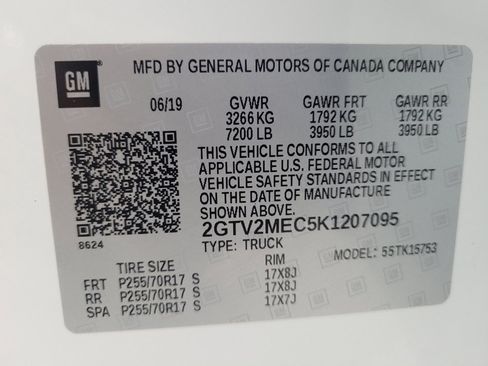 GM
MFD BY GENERAL MOTORS OF CANADA COMPANY
06/19 GVWR GAWR FRT GAWR RR
3266 KG 1792 KG 1792 KG
7200 LB 3950 LB 3950 LB
THIS VEHICLE CONFORMS TO ALL
APPLICABLE U.S. FEDERAL MOTOR
VEHICLE SAFETY STANDARDS IN EFFECT
ON THE DATE OF MANUFACTURE
SHOWN ABOVE.
2GTV2MEC5K1207095
8624 TYPE: TRUCK MODEL: 55TK15753
TIRE SIZE RIM
FRT P255/70R17 S 17X8J
RR P255/70R17 S 17X8J
SPA P255/70R17 S 17X7J